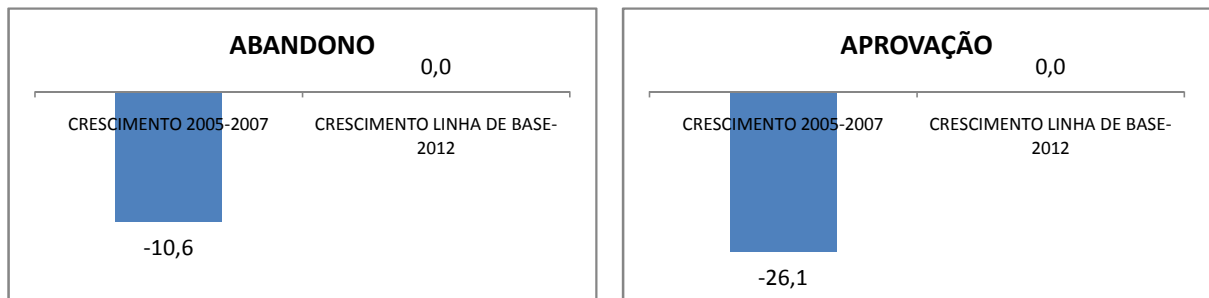 ABANDONO
0,0
CRESCIMENTO 2005-2007
CRESCIMENTO LINHA DE BASE-
2012
-10,6
APROVAÇÃO
0,0
CRESCIMENTO 2005-2007
CRESCIMENTO LINHA DE BASE-
2012
-26,1